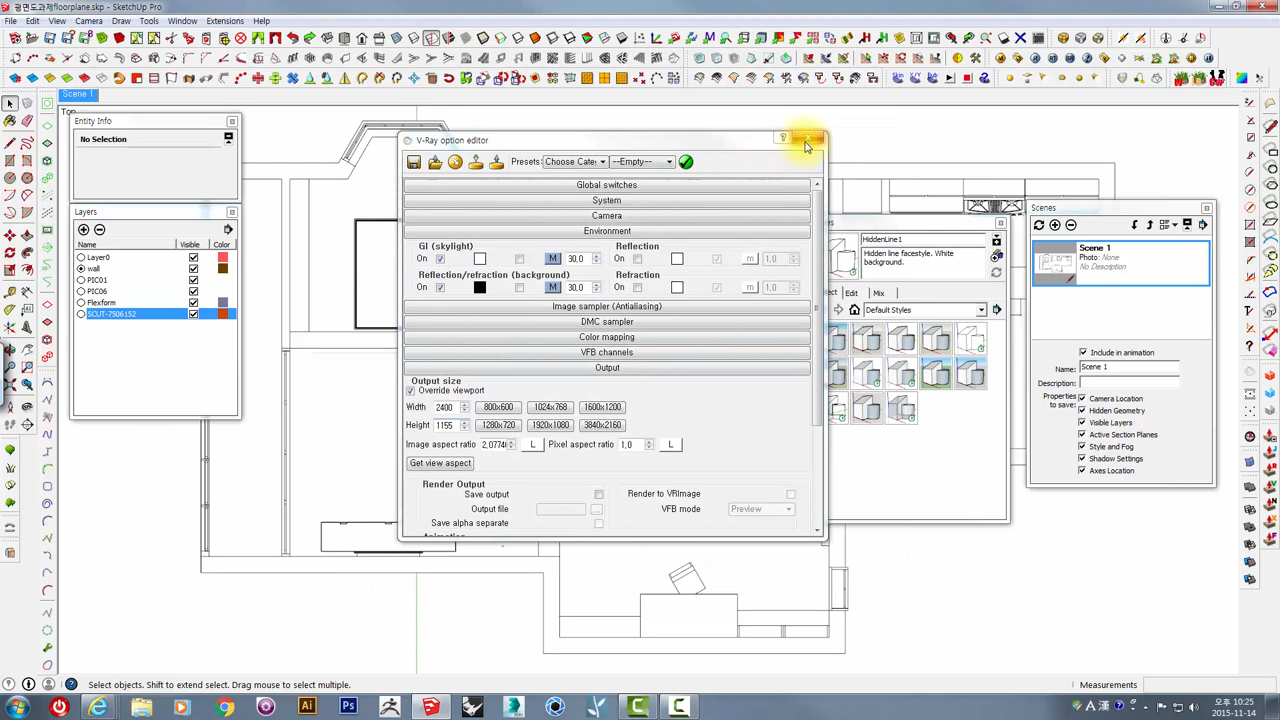 평면도과제floorplane.skp - SketchUp Pro
File Edit View Camera Draw Tools Window Extensions Help
Scene 1
Top
Entity Info
No Selection
Layers
Name Visible Color
Layer0
wall
PIC01
PIC06
Flexform
SCUT-7506152
V-Ray option editor
Presets: --Empty--
Global switches
System
Camera
Environment
GI (skylight) Reflection
On M 30,0 On m 1,0
Reflection/refraction (background) Refraction
On M 30,0 On m 1,0
Image sampler (Antialiasing)
DMC sampler
Color mapping
VFB channels
Output
Output size
Override viewport
Width 2400 800x600 1024x768 1600x1200
Height 1155 1280x720 1920x1080 3840x2160
Image aspect ratio L Pixel aspect ratio 1,0 L
Get view aspect
Render Output
Save output Render to VRImage
Output file ... VFB mode Preview
Save alpha separate
HiddenLine1
Hidden line facestyle. White
background.
Edit Mix
Default Styles
Scenes
Scene 1
Photo: None
No Description
Include in animation
Name: Scene 1
Description:
Properties
to save:
Camera Location
Hidden Geometry
Visible Layers
Active Section Planes
Style and Fog
Shadow Settings
Axes Location
Select objects. Shift to extend select. Drag mouse to select multiple.
Measurements
Ai Ps
A 漢
오후 10:25
2015-11-14